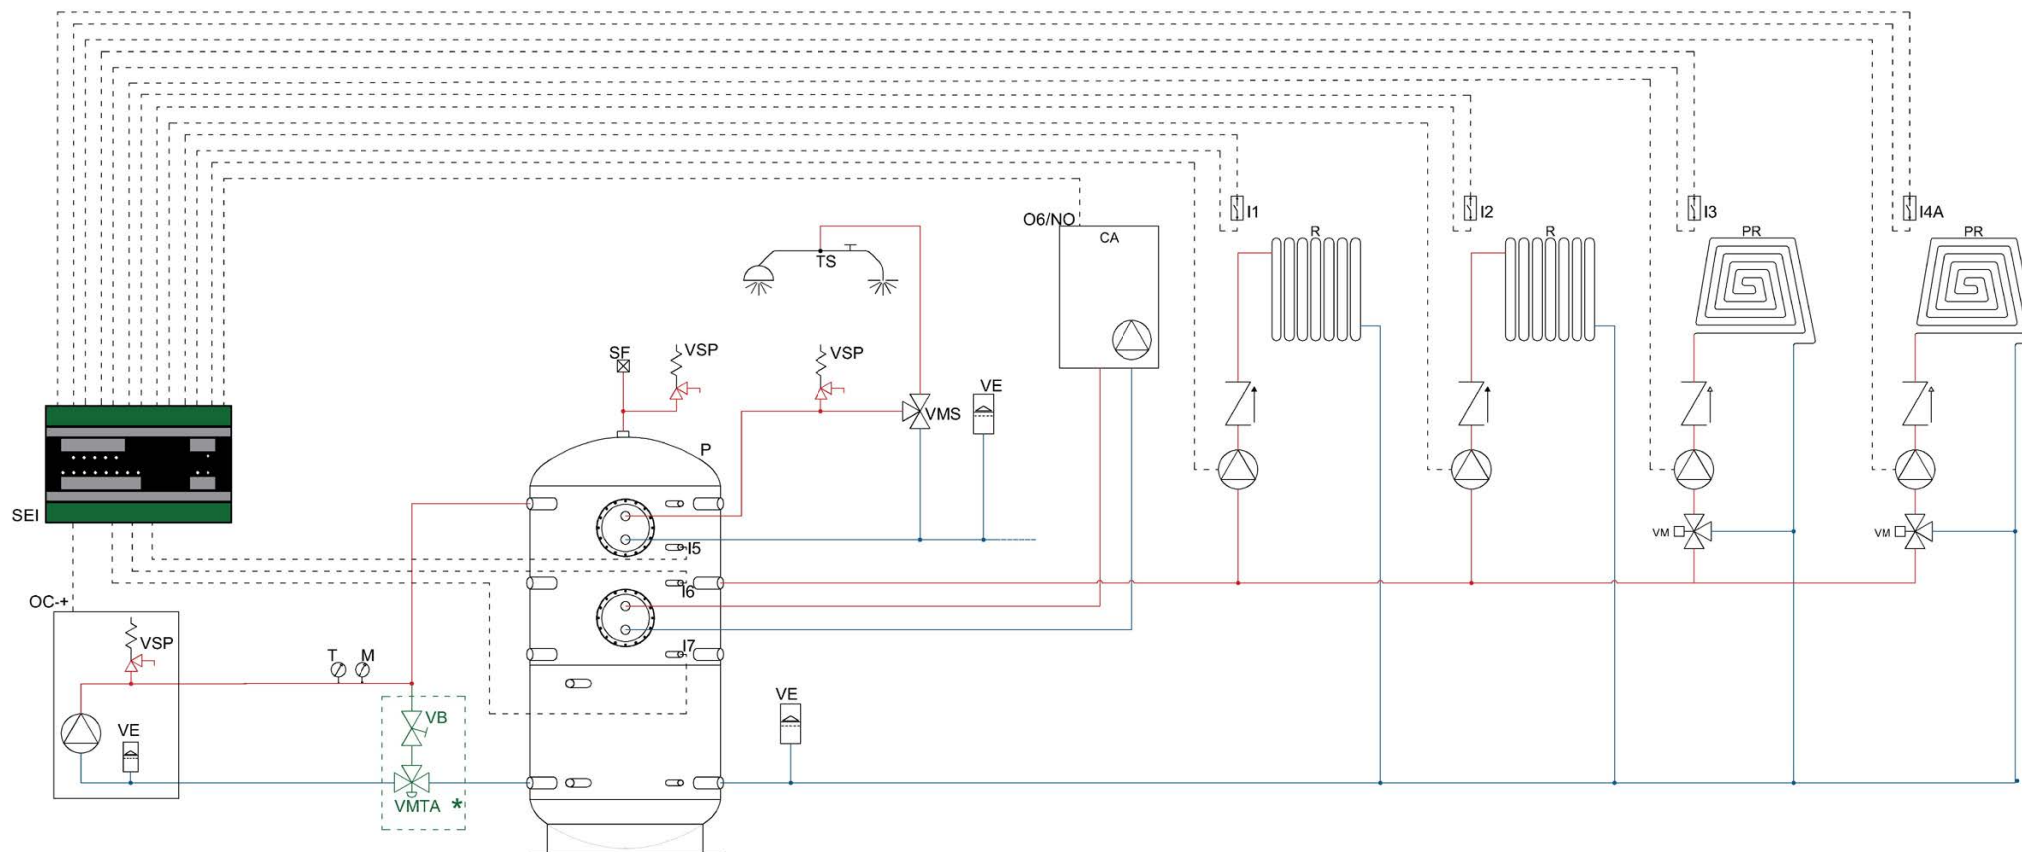 O6/NO
CA
I1
I2
I3
I4A
R
R
PR
PR
TS
SF
VSP
VSP
VE
VMS
P
SEI
I5
I6
I7
VM
VM
OC-+
VSP
T
M
VE
VB
VMTA *
VE